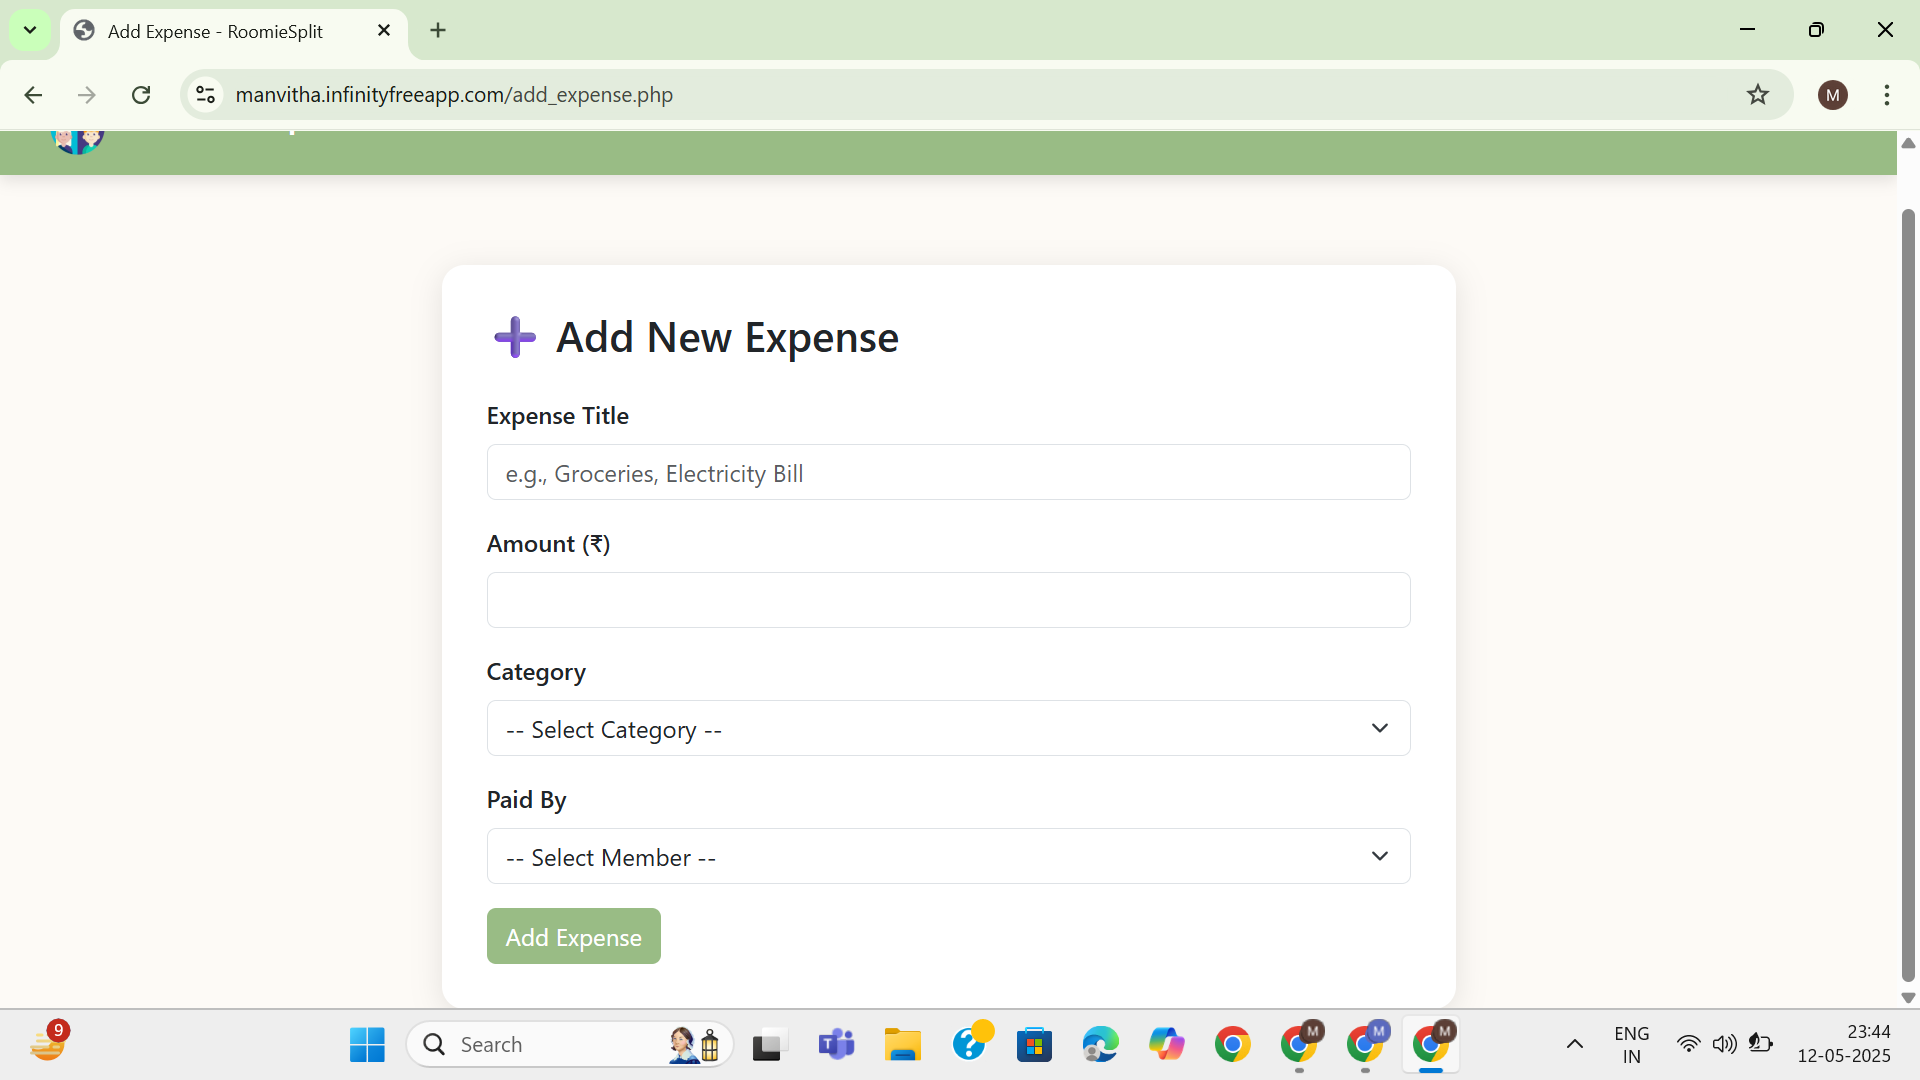 Add Expense - RoomieSplit
manvitha.infinityfreeapp.com/add_expense.php
M
Add New Expense
Expense Title
e.g., Groceries, Electricity Bill
Amount (₹)
Category
-- Select Category --
Paid By
-- Select Member --
Add Expense
9
Search
T
?
M
M
M
ENG
IN
23:44
12-05-2025